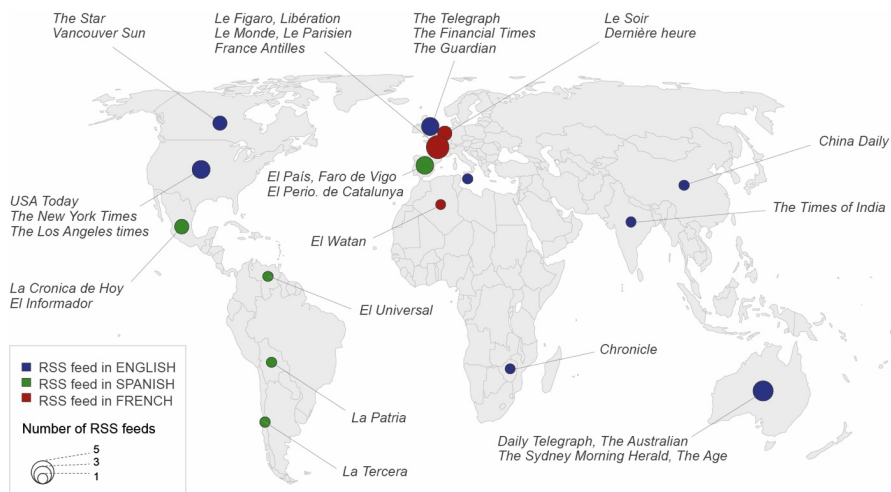 The Star
Vancouver Sun
Le Figaro, Libération
Le Monde, Le Parisien
France Antilles
The Telegraph
The Financial Times
The Guardian
Le Soir
Dernière heure
China Daily
El País, Faro de Vigo
El Perio. de Catalunya
USA Today
The New York Times
The Los Angeles times
The Times of India
El Watan
La Cronica de Hoy
El Informador
El Universal
Chronicle
RSS feed in ENGLISH
RSS feed in SPANISH
RSS feed in FRENCH
La Patria
Number of RSS feeds
5
3
1
Daily Telegraph, The Australian
The Sydney Morning Herald, The Age
La Tercera